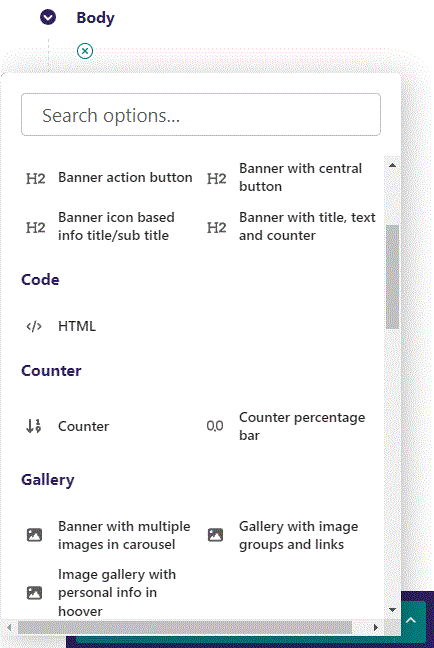 Body
Search options...
H2 Banner action button
H2 Banner with central
button
H2 Banner icon based
info title/sub title
H2 Banner with title, text
and counter
Code
</> HTML
Counter
Counter
0,0 Counter percentage
bar
Gallery
Banner with multiple
images in carousel
Gallery with image
groups and links
Image gallery with
personal info in
hoover